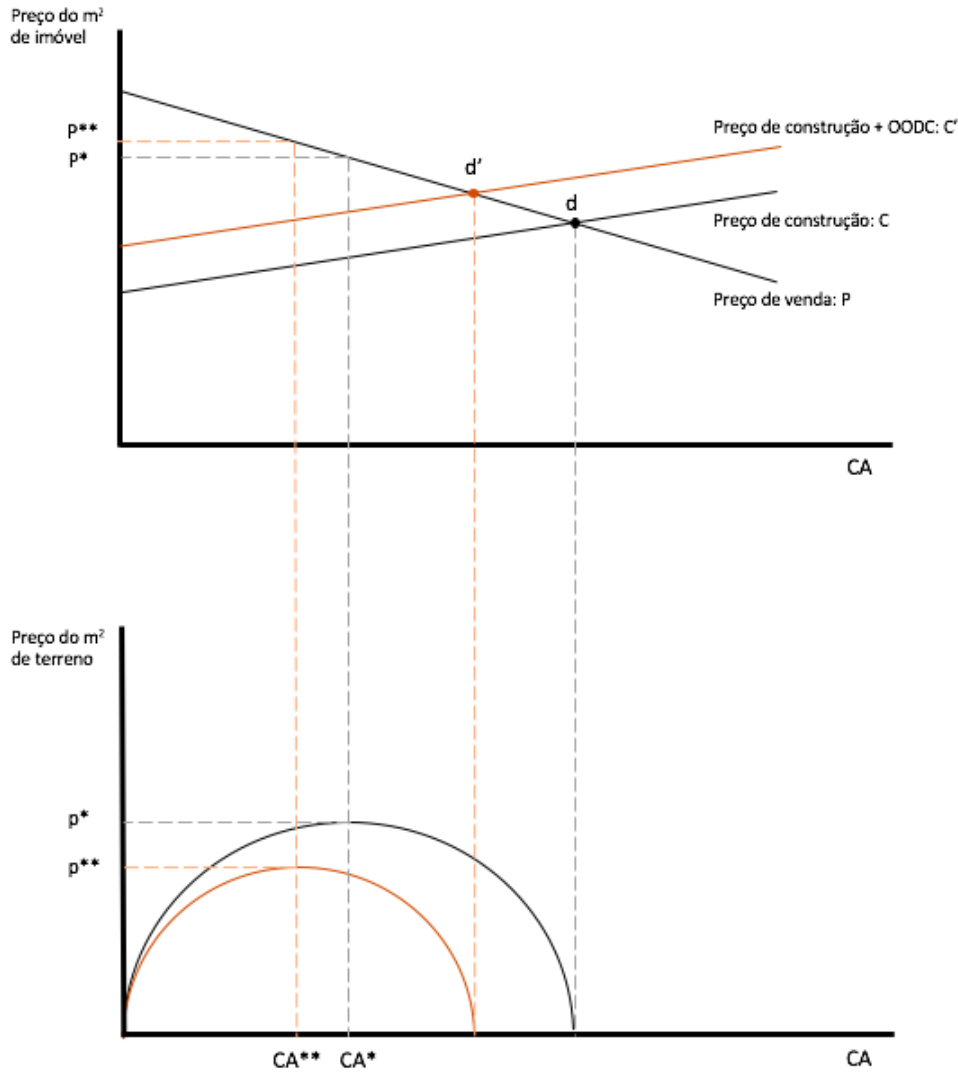 Preço do m²
de imóvel
P**
P*
d'
d
Preço de construção + OODC: C'
Preço de construção: C
Preço de venda: P
CA
Preço do m²
de terreno
p*
p**
CA**
CA*
CA